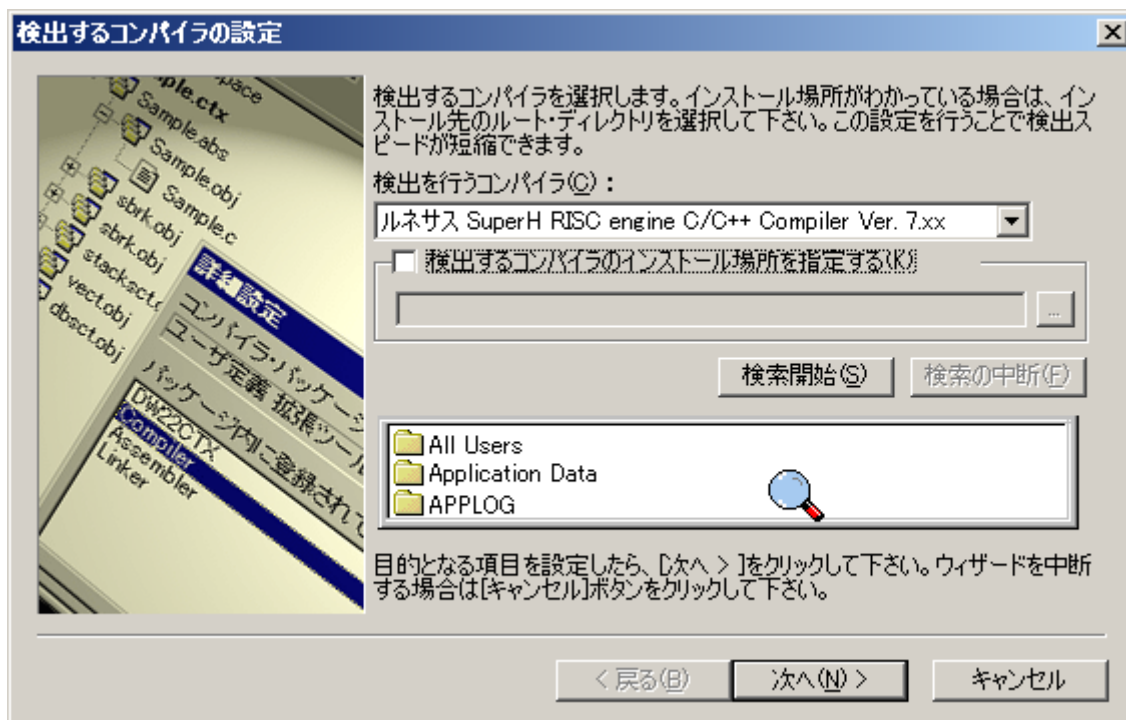 検出するコンパイラの設定
space
ample.ctx
Sample.abs
Sample.obj
Sample.c
sbrk.obj
sbrk.obj
stacksct.
vect.obj
dbsct.obj
詳細設定
コンパイラ・パッケージ
ユーザ定義 拡張ツール
パッケージ内に登録されて
DW22CTX
Compiler
Assembler
Linker
検出するコンパイラを選択します。インストール場所がわかっている場合は、イン
ストール先のルート・ディレクトリを選択して下さい。この設定を行うことで検出ス
ピードが短縮できます。
検出を行うコンパイラ(C)：
ルネサス SuperH RISC engine C/C++ Compiler Ver. 7.xx
検出するコンパイラのインストール場所を指定する(K)
...
検索開始(S)
検索の中断(F)
All Users
Application Data
APPLOG
目的となる項目を設定したら、[次へ > ]をクリックして下さい。ウィザードを中断
する場合は[キャンセル]ボタンをクリックして下さい。
< 戻る(B)
次へ(N) >
キャンセル